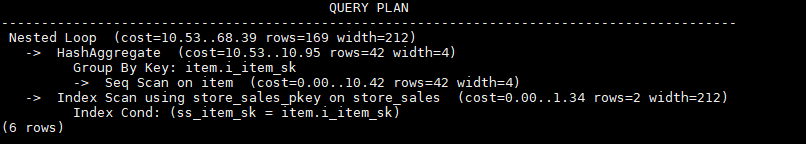 QUERY PLAN
--------------------------------------------------------------------------------------------
Nested Loop  (cost=10.53..68.39 rows=169 width=212)
  ->  HashAggregate  (cost=10.53..10.95 rows=42 width=4)
        Group By Key: item.i_item_sk
        ->  Seq Scan on item  (cost=0.00..10.42 rows=42 width=4)
  ->  Index Scan using store_sales_pkey on store_sales  (cost=0.00..1.34 rows=2 width=212)
        Index Cond: (ss_item_sk = item.i_item_sk)
(6 rows)